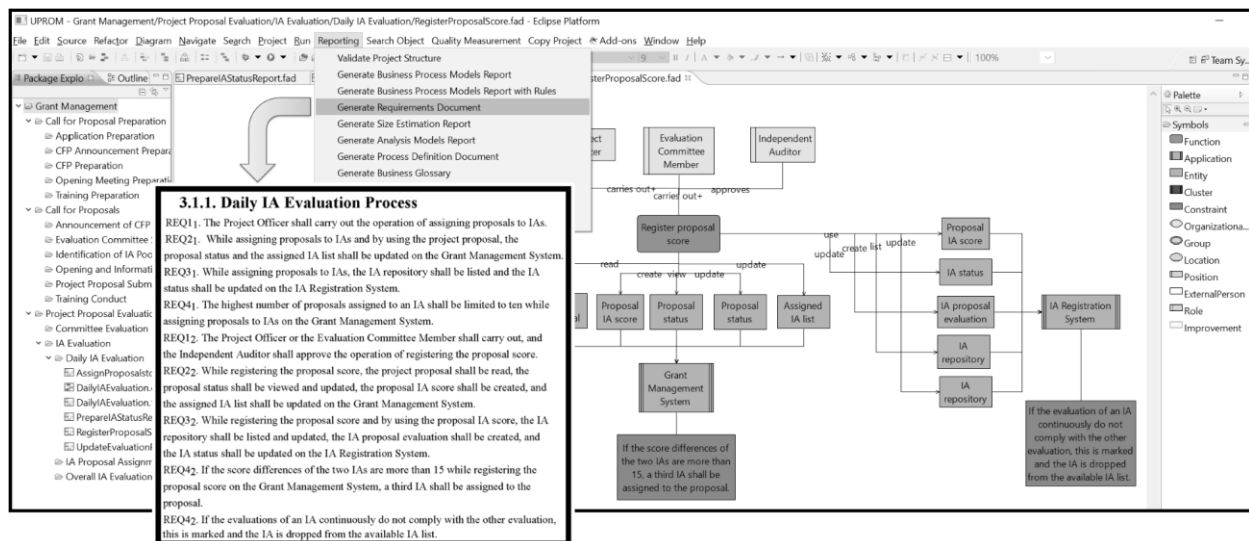 UPROM - Grant Management/Project Proposal Evaluation/IA Evaluation/Daily IA Evaluation/RegisterProposalScore.fad - Eclipse Platform
File Edit Source Refactor Diagram Navigate Search Project Run Reporting Search Object Quality Measurement Copy Project Add-ons Window Help
9
100%
Team Sy...
Package Explo
Outline
PrepareIAStatusReport.fad
sterProposalScore.fad
Validate Project Structure
Generate Business Process Models Report
Generate Business Process Models Report with Rules
Generate Requirements Document
Generate Size Estimation Report
Generate Analysis Models Report
Generate Process Definition Document
Generate Business Glossary
Grant Management
Call for Proposal Preparation
Application Preparation
CFP Announcement Prepara
CFP Preparation
Opening Meeting Preparati
Training Preparation
Call for Proposals
Announcement of CFP
Evaluation Committee
Identification of IA Poo
Opening and Informati
Project Proposal Subm
Training Conduct
Project Proposal Evaluatio
Committee Evaluation
IA Evaluation
Daily IA Evaluation
AssignProposalsto
DailyIAEvaluation.
DailyIAEvaluation.
PrepareIAStatusRe
RegisterProposalS
UpdateEvaluationF
IA Proposal Assignm
Overall IA Evaluation
3.1.1. Daily IA Evaluation Process
REQ1₁. The Project Officer shall carry out the operation of assigning proposals to IAs.
REQ2₁. While assigning proposals to IAs and by using the project proposal, the
proposal status and the assigned IA list shall be updated on the Grant Management System.
REQ3₁. While assigning proposals to IAs, the IA repository shall be listed and the IA
status shall be updated on the IA Registration System.
REQ4₁. The highest number of proposals assigned to an IA shall be limited to ten while
assigning proposals to IAs on the Grant Management System.
REQ1₂. The Project Officer or the Evaluation Committee Member shall carry out, and
the Independent Auditor shall approve the operation of registering the proposal score.
REQ2₂. While registering the proposal score, the project proposal shall be read, the
proposal status shall be viewed and updated, the proposal IA score shall be created, and
the assigned IA list shall be updated on the Grant Management System.
REQ3₂. While registering the proposal score and by using the proposal IA score, the IA
repository shall be listed and updated, the IA proposal evaluation shall be created, and
the IA status shall be updated on the IA Registration System.
REQ4₂. If the score differences of the two IAs are more than 15 while registering the
proposal score on the Grant Management System, a third IA shall be assigned to the
proposal.
REQ4₂. If the evaluations of an IA continuously do not comply with the other evaluation,
this is marked and the IA is dropped from the available IA list.
Evaluation
Committee
Member
Independent
Auditor
carries out+
carries out+
approves
Register proposal
score
read
create
view
update
update
use
update
create
list
update
Proposal
IA score
Proposal
status
Proposal
status
Assigned
IA list
Grant
Management
System
If the score differences of
the two IAs are more than
15, a third IA shall be
assigned to the proposal.
Proposal
IA score
IA status
IA proposal
evaluation
IA
repository
IA
repository
IA Registration
System
If the evaluation of an IA
continuously do not
comply with the other
evaluation, this is marked
and the IA is dropped
from the available IA list.
Palette
Symbols
Function
Application
Entity
Cluster
Constraint
Organizationa...
Group
Location
Position
ExternalPerson
Role
Improvement